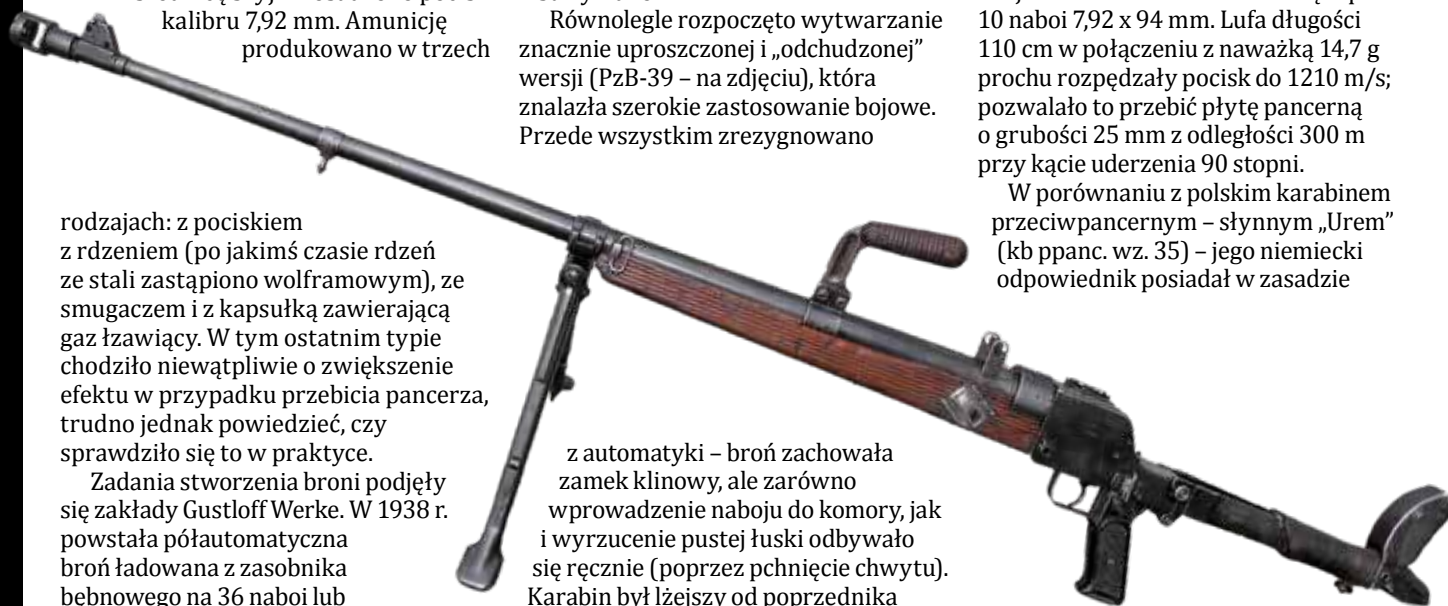 kalibru 7,92 mm. Amunicję
produkowano w trzech
rodzajach: z pociskiem
z rdzeniem (po jakimś czasie rdzeń
ze stali zastąpiono wolframowym), ze
smugaczem i z kapsułką zawierającą
gaz łzawiący. W tym ostatnim typie
chodziło niewątpliwie o zwiększenie
efektu w przypadku przebicia pancerza,
trudno jednak powiedzieć, czy
sprawdziło się to w praktyce.
Zadania stworzenia broni podjęły
się zakłady Gustloff Werke. W 1938 r.
powstała półautomatyczna
broń ładowana z zasobnika
bębnowego na 36 naboi lub
Równolegle rozpoczęto wytwarzanie
znacznie uproszczonej i „odchudzonej”
wersji (PzB-39 – na zdjęciu), która
znalazła szerokie zastosowanie bojowe.
Przede wszystkim zrezygnowano
z automatyki – broń zachowała
zamek klinowy, ale zarówno
wprowadzenie naboju do komory, jak
i wyrzucenie pustej łuski odbywało
się ręcznie (poprzez pchnięcie chwytu).
Karabin był lżejszy od poprzednika
10 naboi 7,92 x 94 mm. Lufa długości
110 cm w połączeniu z naważką 14,7 g
prochu rozpędzały pocisk do 1210 m/s;
pozwalało to przebić płytę pancerną
o grubości 25 mm z odległości 300 m
przy kącie uderzenia 90 stopni.
W porównaniu z polskim karabinem
przeciwpancernym – słynnym „Urem”
(kb ppanc. wz. 35) – jego niemiecki
odpowiednik posiadał w zasadzie